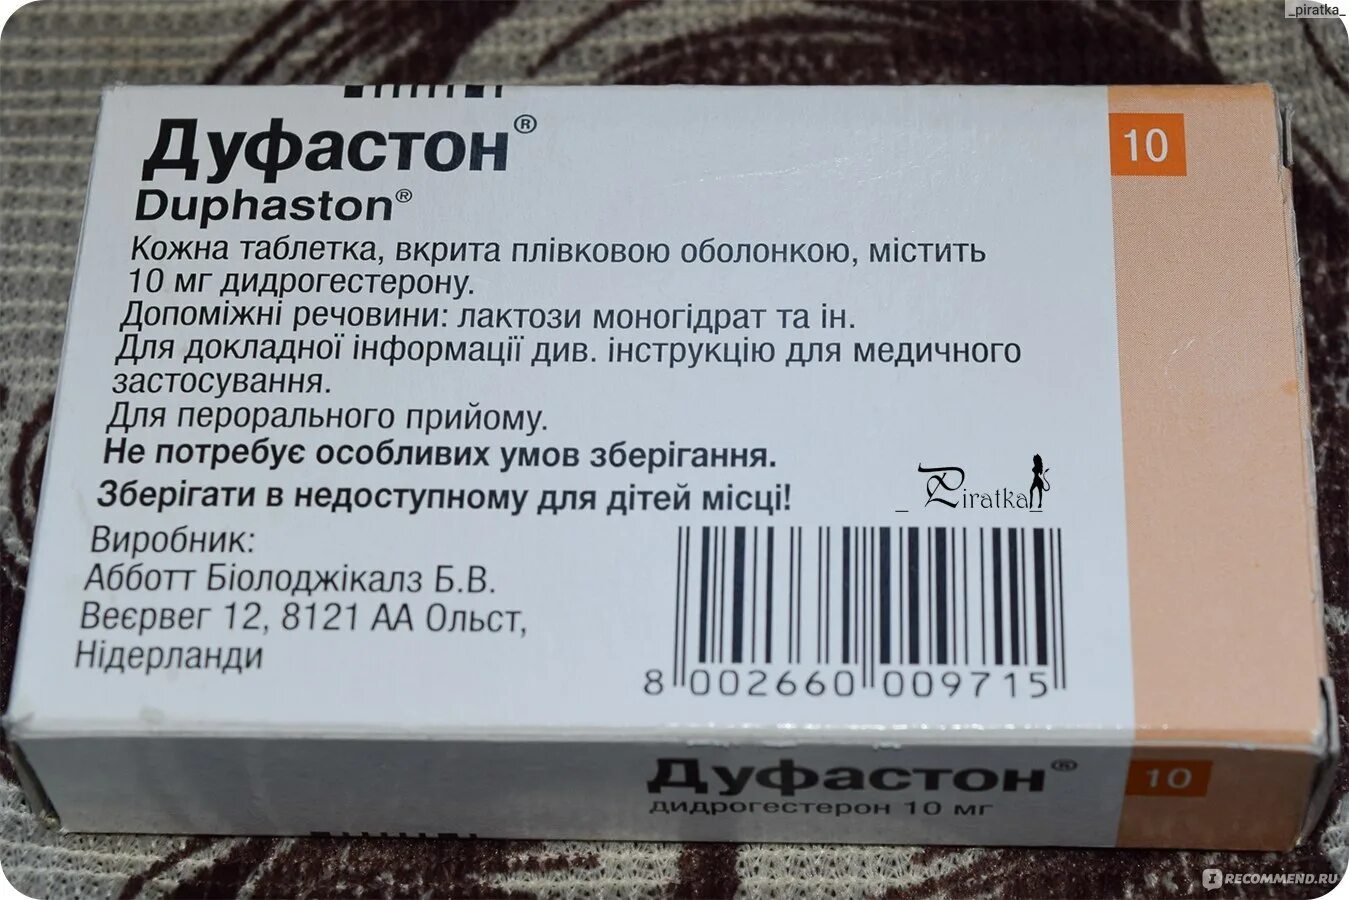 _piratka_
Дуфастон®
Duphaston®
10
Кожна таблетка, вкрита плівковою оболонкою, містить
10 мг дидрогестерону.
Допоміжні речовини: лактози моногідрат та ін.
Для докладної інформації див. інструкцію для медичного
застосування.
Для перорального прийому.
Не потребує особливих умов зберігання.
Зберігати в недоступному для дітей місці!
_Piratka_
Виробник:
Абботт Біолоджікалз Б.В.
Веєрвег 12, 8121 АА Ольст,
Нідерланди
8 002660 009715
Дуфастон®
10
дидрогестерон 10 мг
IRECOMMEND.RU